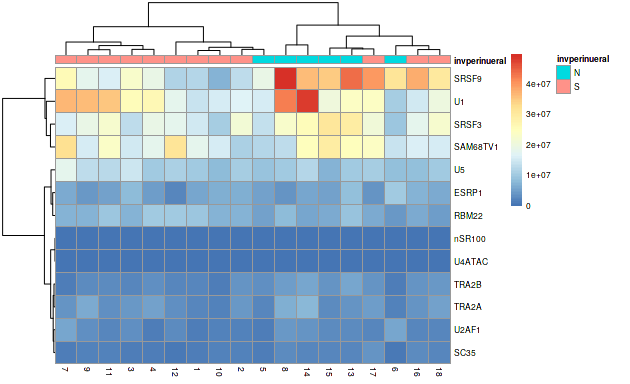 invperinueral
invperinueral
N
S
SRSF9
U1
SRSF3
SAM68TV1
U5
ESRP1
RBM22
nSR100
U4ATAC
TRA2B
TRA2A
U2AF1
SC35
4e+07
3e+07
2e+07
1e+07
0
7 9 11 3 4 12 1 10 2 5 8 14 15 13 17 6 16 18